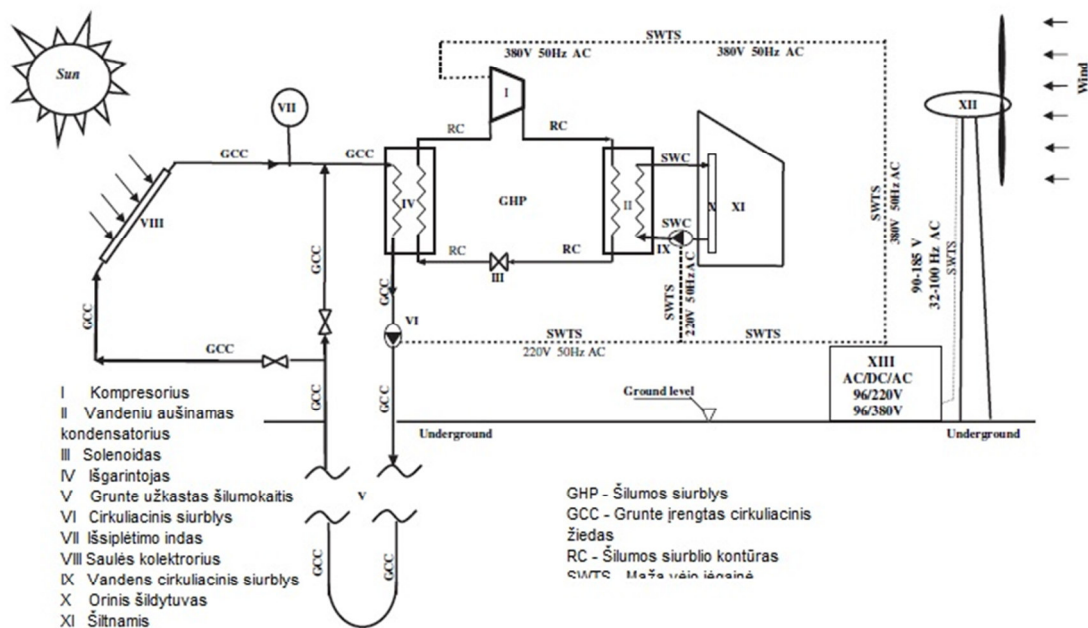 SWTS
380V 50Hz AC
380V 50Hz AC
Sun
Wind
VII
I
XII
RC
RC
GCC
GCC
SWC
VIII
IV
GHP
II
X
XI
SWC
IX
RC
RC
III
GCC
GCC
GCC
GCC
VI
SWTS
220V 50Hz AC
SWTS
380V 50Hz AC
90-185 V
32-100 Hz AC
SWTS
SWTS
220V 50Hz AC
SWTS
XIII
AC/DC/AC
96/220V
96/380V
Ground level
Underground
Underground
GCC
GCC
V
GCC
GCC
I Kompresorius
II Vandeniu aušinamas
kondensatorius
III Solenoidas
IV Išgarintojas
V Grunte užkastas šilumokaitis
VI Cirkuliacinis siurblys
VII Išsiplėtimo indas
VIII Saulės kolektrorius
IX Vandens cirkuliacinis siurblys
X Orinis šildytuvas
XI Šiltnamis
GHP - Šilumos siurblys
GCC - Grunte įrengtas cirkuliacinis
žiedas
RC - Šilumos siurblio kontūras
SWTS - Maža vėjo jėgainė